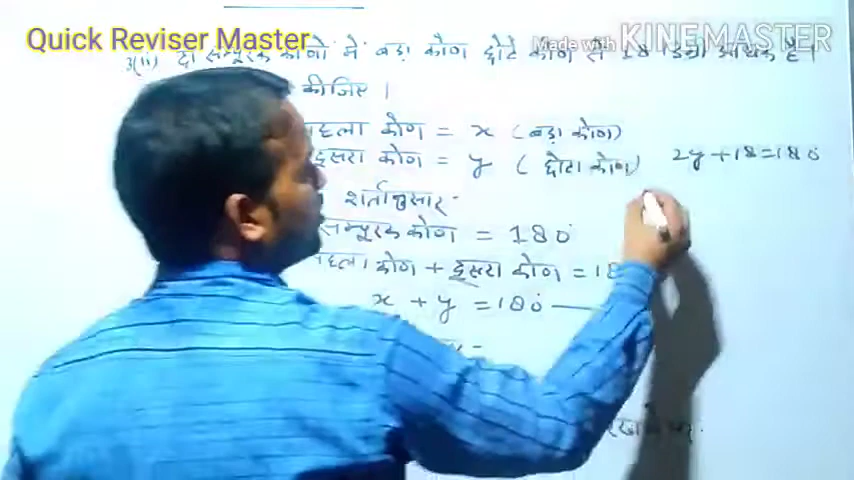 Quick Reviser Master
Made with KINEMASTER
3(ii) दो सम्पूरक कोणों में बड़ा कोण छोटे कोण से 18 डिग्री अधिक है।
कीजिए।
पहला कोण = x (बड़ा कोण)
दूसरा कोण = y (छोटा कोण)
2y + 18 = 180
शर्तानुसार
सम्पूरक कोण = 180°
पहला कोण + दूसरा कोण = 18
x + y = 180°